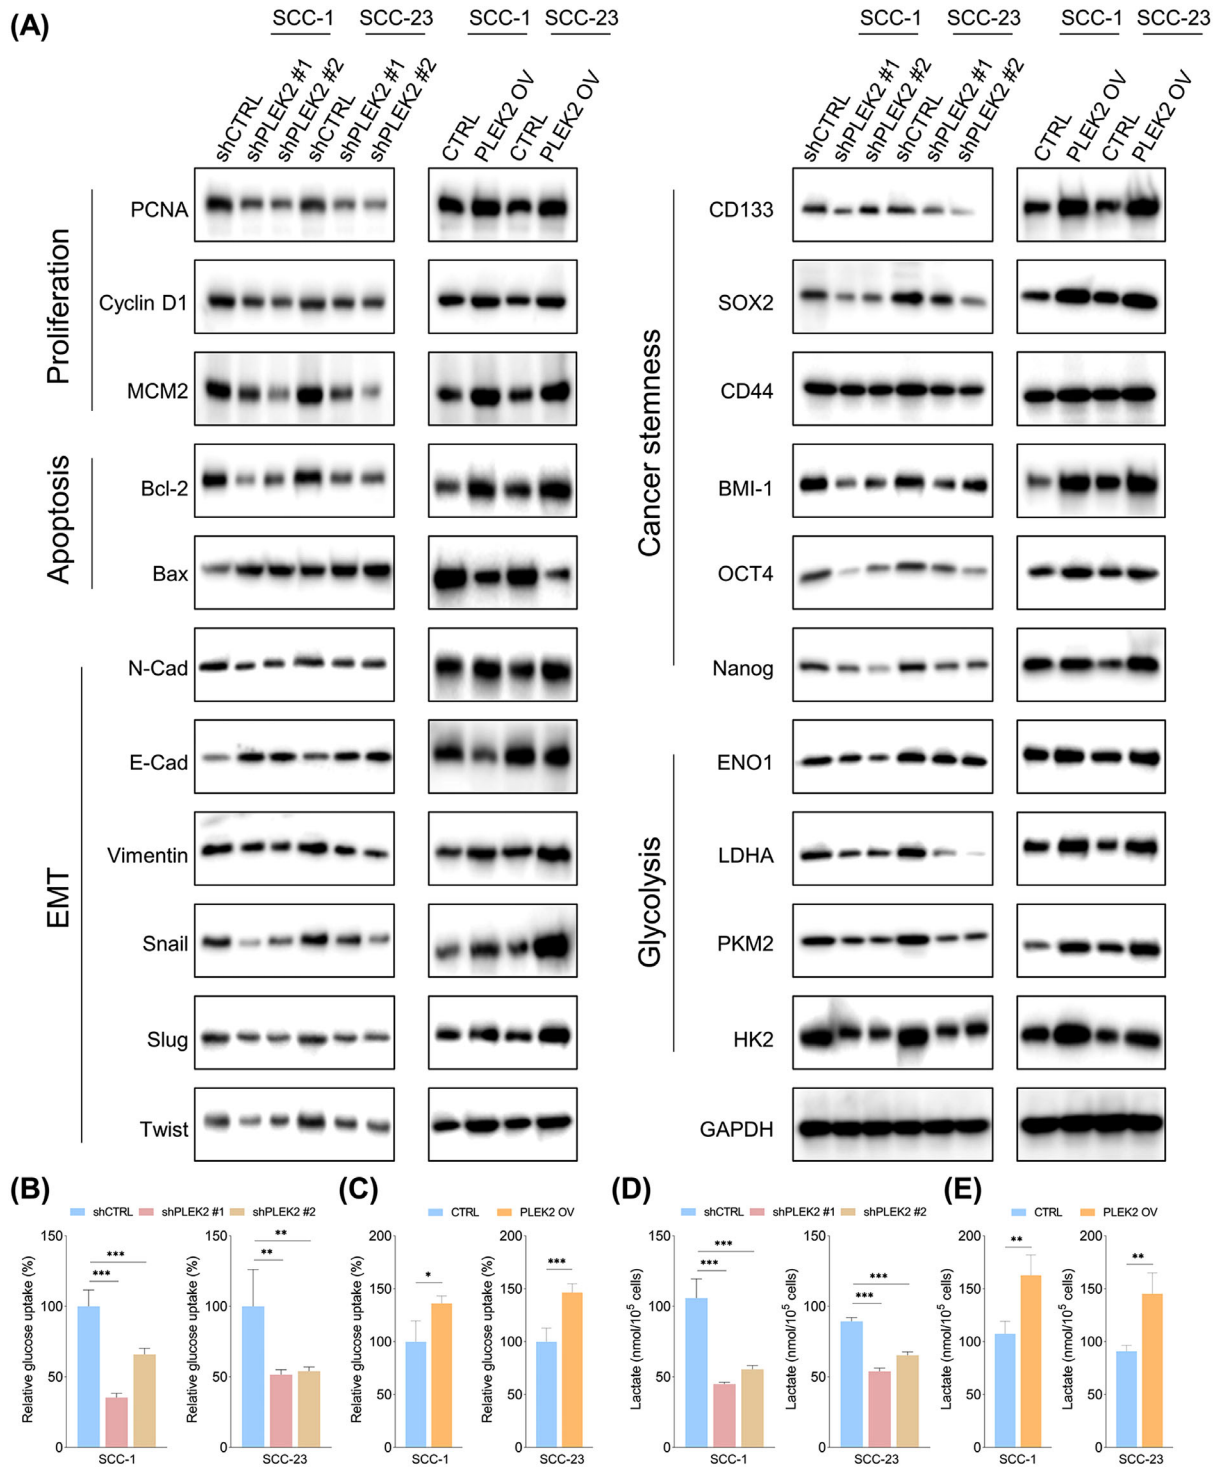 (A)
SCC-1 SCC-23 SCC-1 SCC-23
shCTRL shPLEK2 #1 shPLEK2 #2 shCTRL shPLEK2 #1 shPLEK2 #2 CTRL PLEK2 OV CTRL PLEK2 OV
Proliferation
PCNA
Cyclin D1
MCM2
Apoptosis
Bcl-2
Bax
EMT
N-Cad
E-Cad
Vimentin
Snail
Slug
Twist
SCC-1 SCC-23 SCC-1 SCC-23
shCTRL shPLEK2 #1 shPLEK2 #2 shCTRL shPLEK2 #1 shPLEK2 #2 CTRL PLEK2 OV CTRL PLEK2 OV
Cancer stemness
CD133
SOX2
CD44
BMI-1
OCT4
Nanog
Glycolysis
ENO1
LDHA
PKM2
HK2
GAPDH
(B)
shCTRL shPLEK2 #1 shPLEK2 #2
Relative glucose uptake (%)
150
100
50
0
***
***
SCC-1
Relative glucose uptake (%)
150
100
50
0
**
**
SCC-23
(C)
CTRL PLEK2 OV
Relative glucose uptake (%)
200
150
100
50
0
*
SCC-1
Relative glucose uptake (%)
200
150
100
50
0
***
SCC-23
(D)
shCTRL shPLEK2 #1 shPLEK2 #2
Lactate (nmol/10⁵ cells)
150
100
50
0
***
***
SCC-1
Lactate (nmol/10⁵ cells)
150
100
50
0
***
***
SCC-23
(E)
CTRL PLEK2 OV
Lactate (nmol/10⁵ cells)
200
150
100
50
0
**
SCC-1
Lactate (nmol/10⁵ cells)
200
150
100
50
0
**
SCC-23